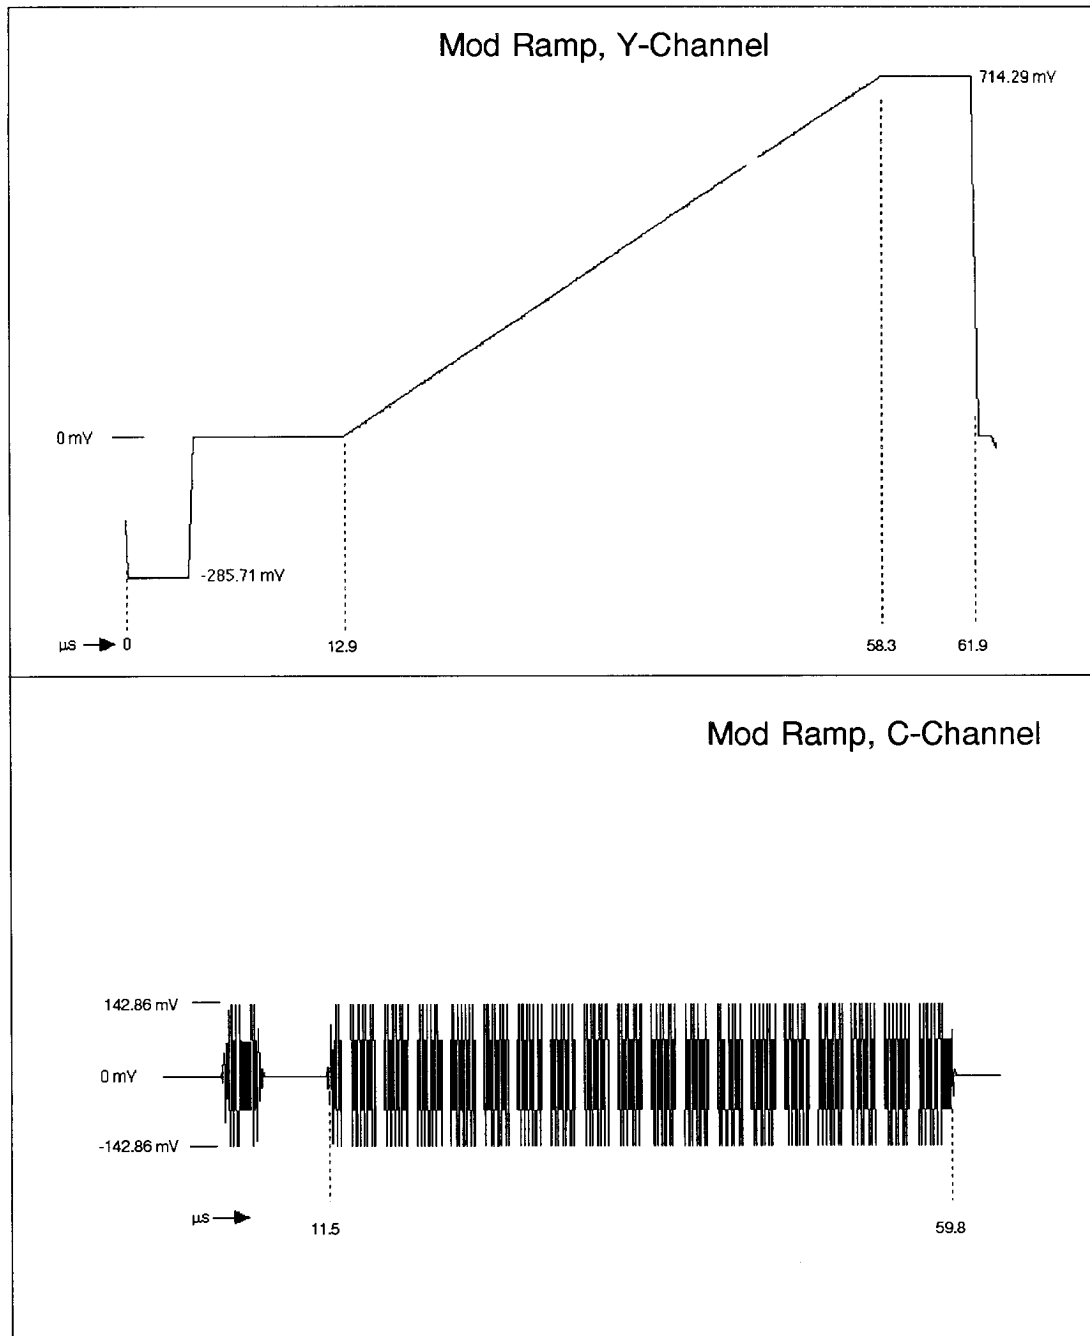 Mod Ramp, Y-Channel
714.29 mV
0 mV
-285.71 mV
µs 0 12.9 58.3 61.9
Mod Ramp, C-Channel
142.86 mV
0 mV
-142.86 mV
µs
11.5 59.8